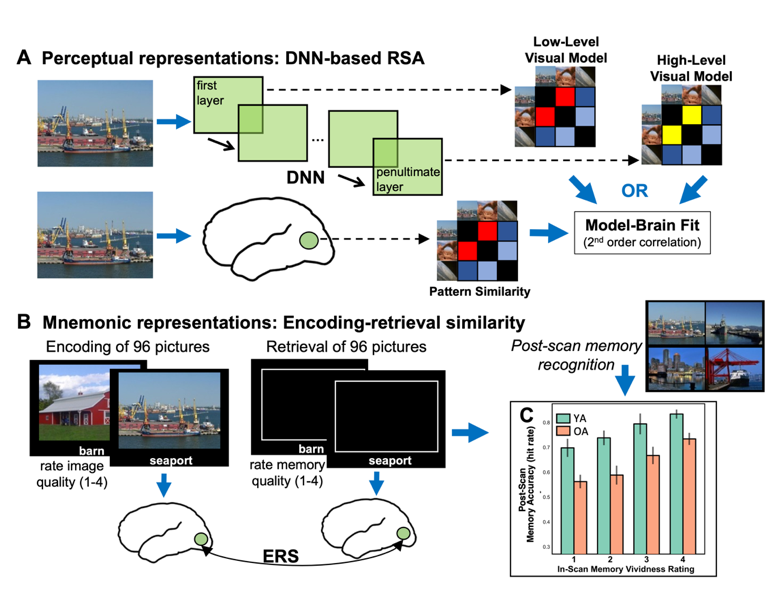 A Perceptual representations: DNN-based RSA
Low-Level
Visual Model
High-Level
Visual Model
first
layer
...
penultimate
layer
DNN
OR
Model-Brain Fit
(2nd order correlation)
Pattern Similarity
B Mnemonic representations: Encoding-retrieval similarity
Encoding of 96 pictures
Retrieval of 96 pictures
Post-scan memory
recognition
barn
rate image
quality (1-4)
seaport
barn
rate memory
quality (1-4)
seaport
ERS
C
YA
OA
Post-Scan
Memory Accuracy (hit rate)
0.8
0.7
0.6
0.5
0.4
0.3
1 2 3 4
In-Scan Memory Vividness Rating